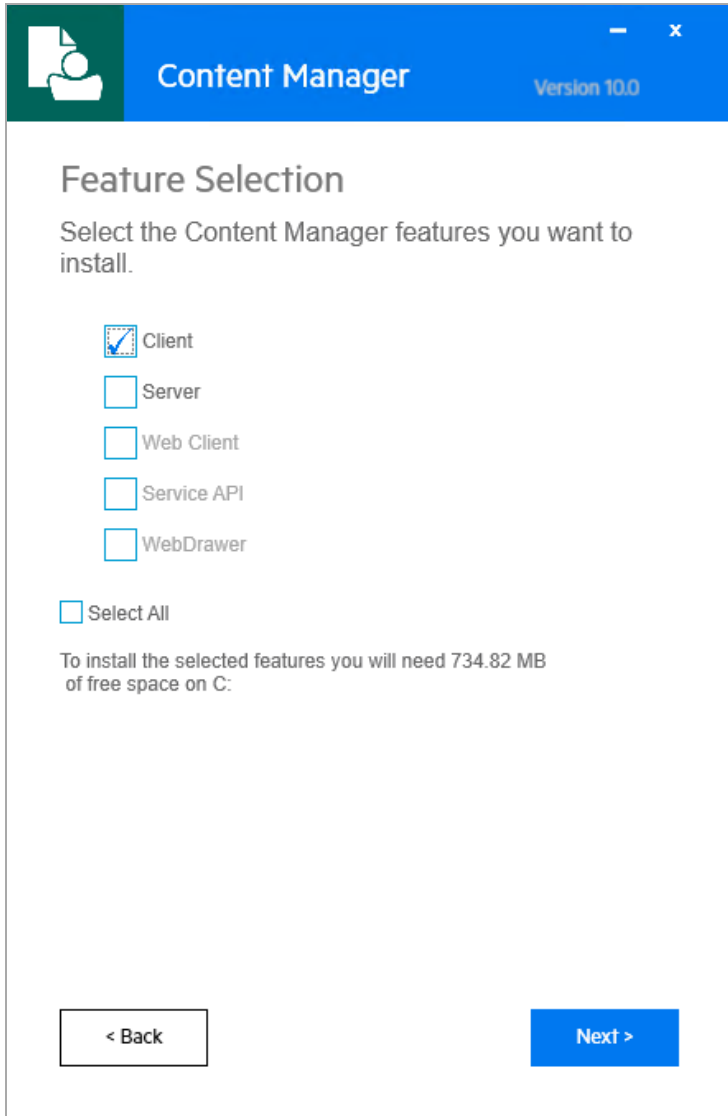 Content Manager
Version 10.0
Feature Selection
Select the Content Manager features you want to
install.
Client
Server
Web Client
Service API
WebDrawer
Select All
To install the selected features you will need 734.82 MB
of free space on C:
< Back
Next >